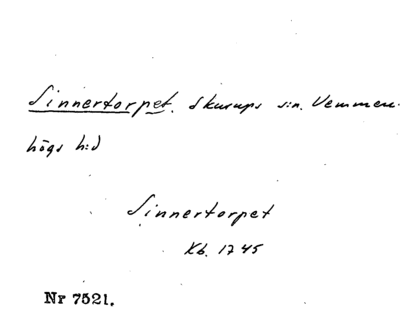 Sinnertorpet. Skurups s:n. Vemmen-
högs h:d
Sinnertorpet
Kb. 1745
Nr 7521.